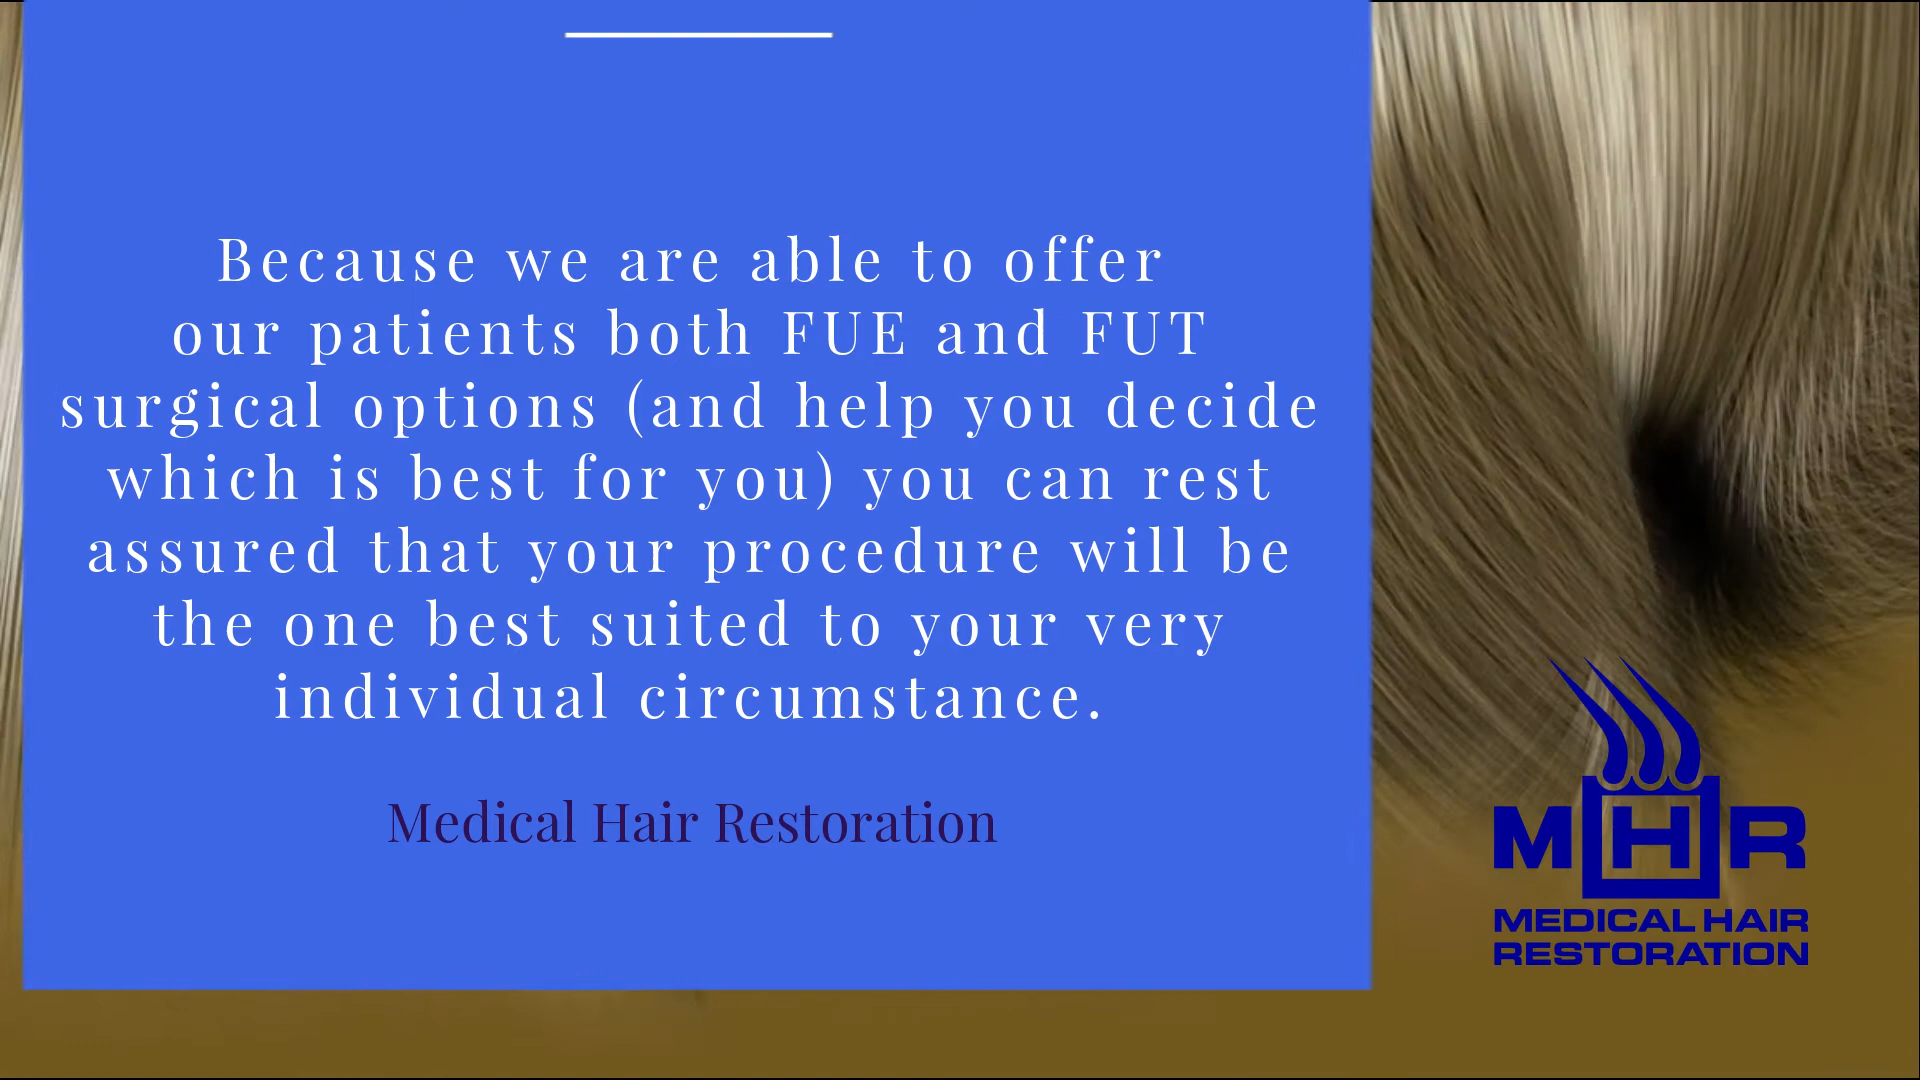 Because we are able to offer
our patients both FUE and FUT
surgical options (and help you decide
which is best for you) you can rest
assured that your procedure will be
the one best suited to your very
individual circumstance.
Medical Hair Restoration
MHR
MEDICAL HAIR
RESTORATION